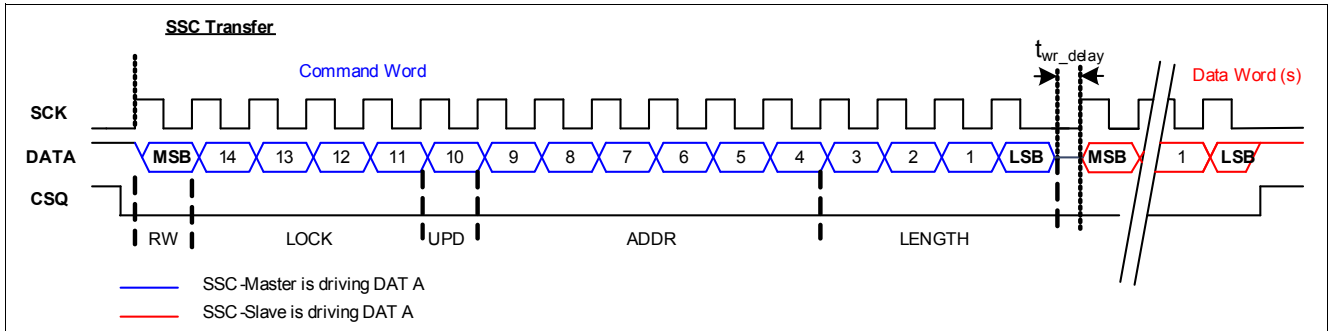 SSC Transfer
t wr_delay
Command Word
Data Word (s)
SCK
DATA MSB 14 13 12 11 10 9 8 7 6 5 4 3 2 1 LSB MSB 1 LSB
CSQ
RW LOCK UPD ADDR LENGTH
SSC-Master is driving DAT A
SSC-Slave is driving DAT A